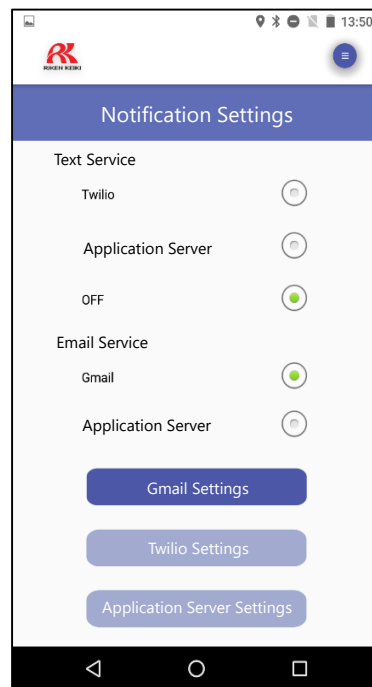 13:50
RIKEN KEIKI
Notification Settings
Text Service
Twilio
Application Server
OFF
Email Service
Gmail
Application Server
Gmail Settings
Twilio Settings
Application Server Settings